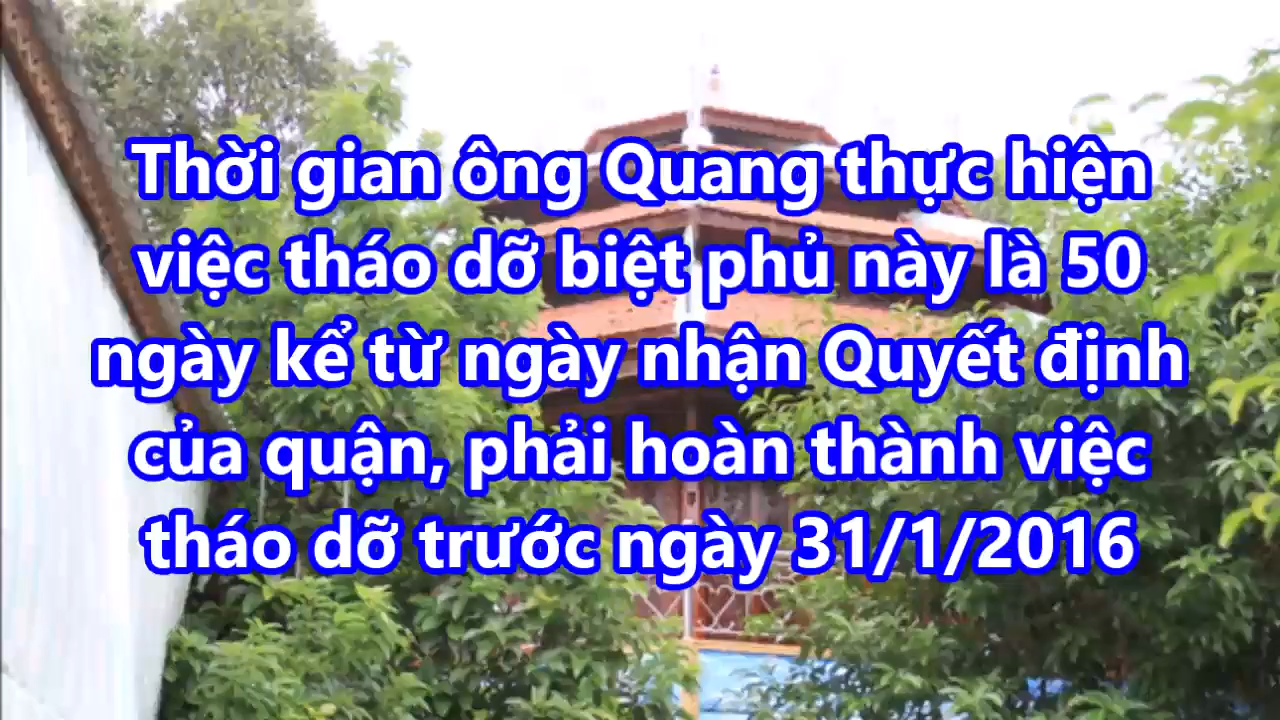 Thời gian ông Quang thực hiện
việc tháo dỡ biệt phủ này là 50
ngày kể từ ngày nhận Quyết định
của quận, phải hoàn thành việc
tháo dỡ trước ngày 31/1/2016